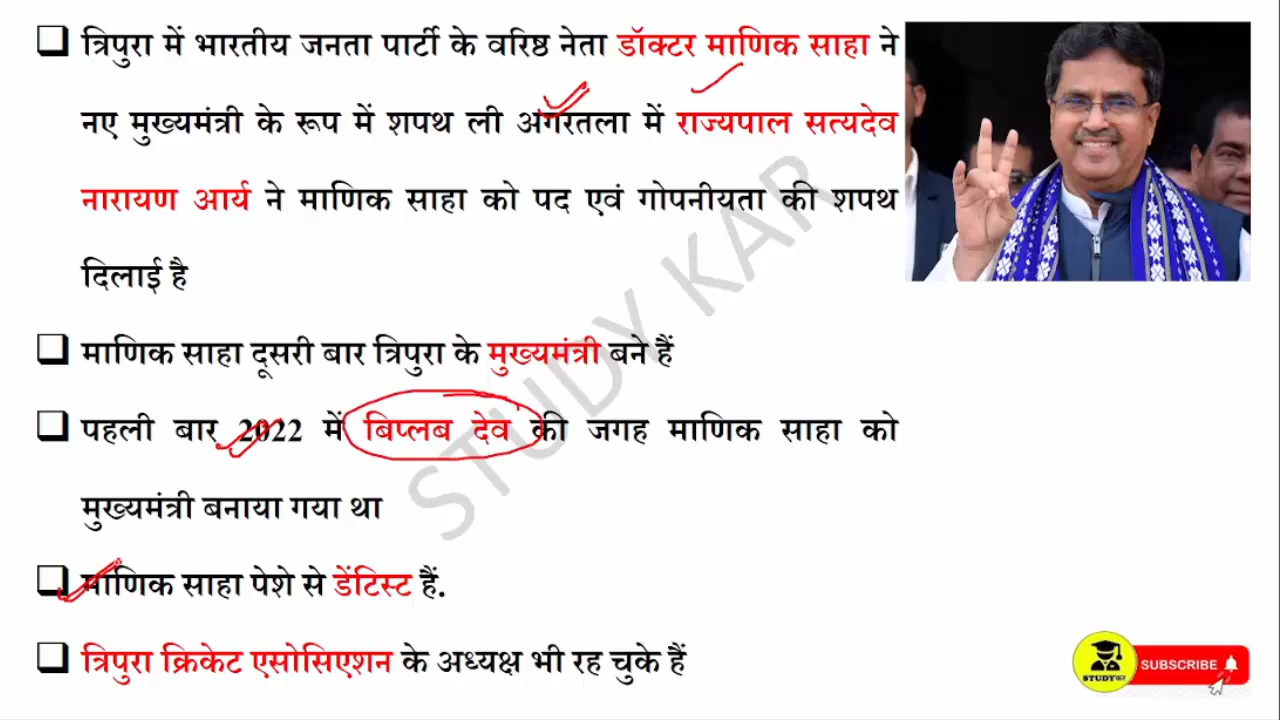 त्रिपुरा में भारतीय जनता पार्टी के वरिष्ठ नेता डॉक्टर माणिक साहा ने
नए मुख्यमंत्री के रूप में शपथ ली अगरतला में राज्यपाल सत्यदेव
नारायण आर्य ने माणिक साहा को पद एवं गोपनीयता की शपथ
दिलाई है
माणिक साहा दूसरी बार त्रिपुरा के मुख्यमंत्री बने हैं
पहली बार 2022 में बिप्लब देव की जगह माणिक साहा को
मुख्यमंत्री बनाया गया था
माणिक साहा पेशे से डेंटिस्ट हैं.
त्रिपुरा क्रिकेट एसोसिएशन के अध्यक्ष भी रह चुके हैं
STUDY KAR
STUDYकर
SUBSCRIBE